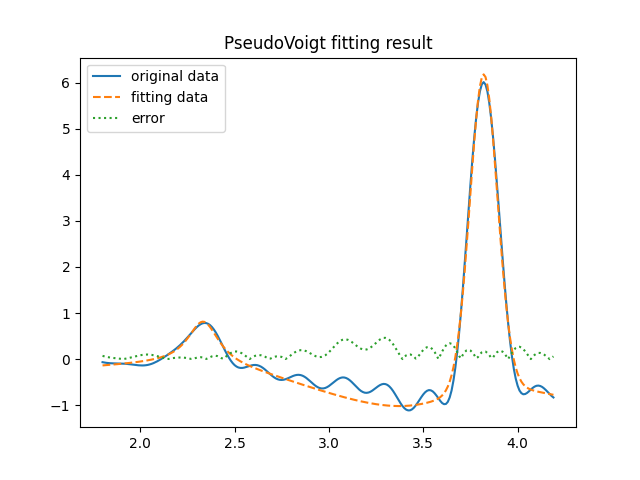 PseudoVoigt fitting result
original data
fitting data
error
6
5
4
3
2
1
0
−1
2.0 2.5 3.0 3.5 4.0